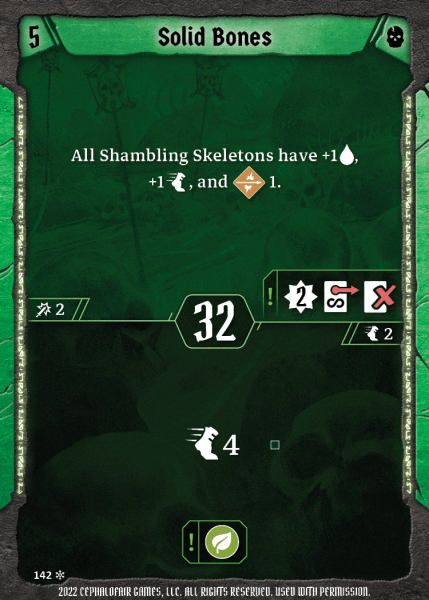 5 Solid Bones
All Shambling Skeletons have +1 ,
+1 , and 1.
! 2
2
32
2
4
!
142
2022 CEPHALOFAIR GAMES, LLC. ALL RIGHTS RESERVED. USED WITH PERMISSION.